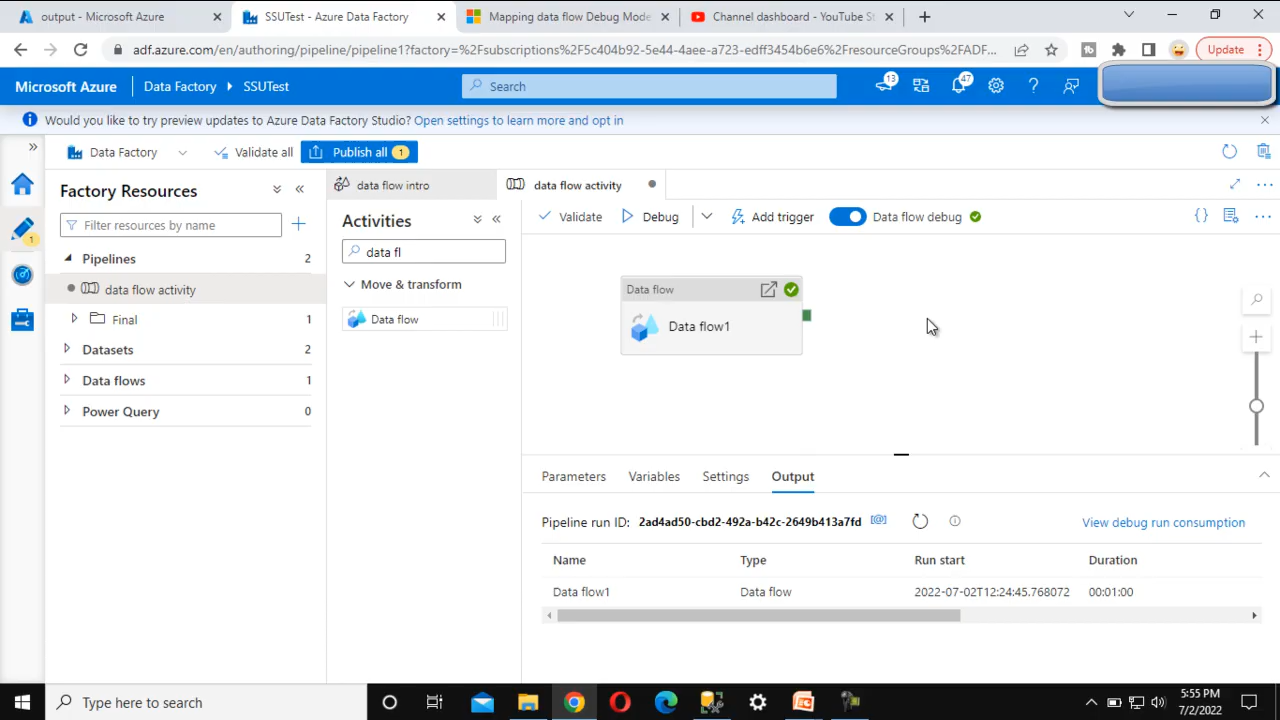 output - Microsoft Azure
SSUTest - Azure Data Factory
Mapping data flow Debug Mode
Channel dashboard - YouTube St
adf.azure.com/en/authoring/pipeline/pipeline1?factory=%2Fsubscriptions%2F5c404b92-5e44-4aee-a723-edff3454b6e6%2FresourceGroups%2FADF...
Update
Microsoft Azure
Data Factory
SSUTest
Search
13
47
Would you like to try preview updates to Azure Data Factory Studio? Open settings to learn more and opt in
Data Factory
Validate all
Publish all 1
Factory Resources
data flow intro
data flow activity
Filter resources by name
Activities
Validate
Debug
Add trigger
Data flow debug
1
data fl
Pipelines 2
data flow activity
Final 1
Datasets 2
Data flows 1
Power Query 0
Move & transform
Data flow
Data flow
Data flow1
Parameters
Variables
Settings
Output
Pipeline run ID: 2ad4ad50-cbd2-492a-b42c-2649b413a7fd
View debug run consumption
Name Type Run start Duration
Data flow1 Data flow 2022-07-02T12:24:45.768072 00:01:00
Type here to search
5:55 PM
7/2/2022